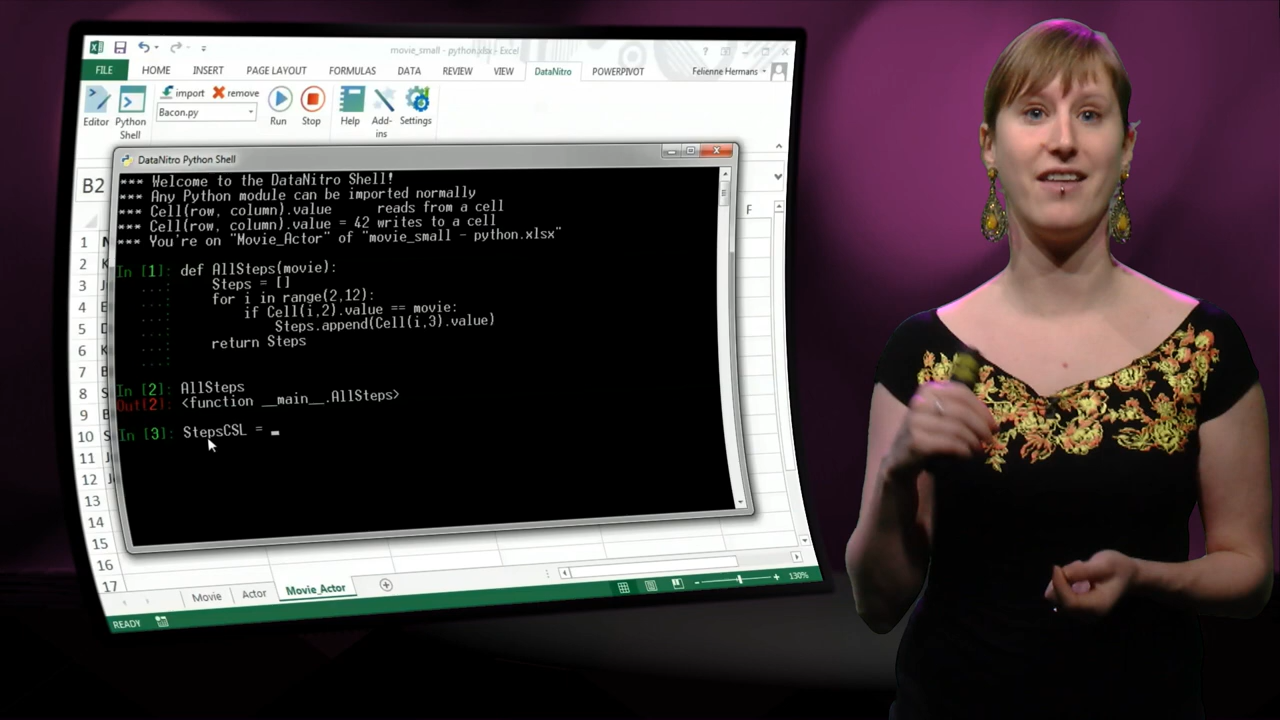 movie_small - python.xlsx - Excel
FILE HOME INSERT PAGE LAYOUT FORMULAS DATA REVIEW VIEW DataNitro POWERPIVOT Felienne Hermans
import remove
Bacon.py
Editor Python Shell Run Stop Help Add-ins Settings
B2
DataNitro Python Shell
*** Welcome to the DataNitro Shell!
*** Any Python module can be imported normally
*** Cell(row, column).value reads from a cell
*** Cell(row, column).value = 42 writes to a cell
*** You're on "Movie_Actor" of "movie_small - python.xlsx"
In [1]: def AllSteps(movie):
Steps = []
for i in range(2,12):
if Cell(i,2).value == movie:
Steps.append(Cell(i,3).value)
return Steps
In [2]: AllSteps
Out[2]: <function __main__.AllSteps>
In [3]: StepsCSL =
F
1
2
3
4
5
6
7
8
9
10
11
12
13
14
15
16
17
Movie Actor Movie_Actor
READY
130%